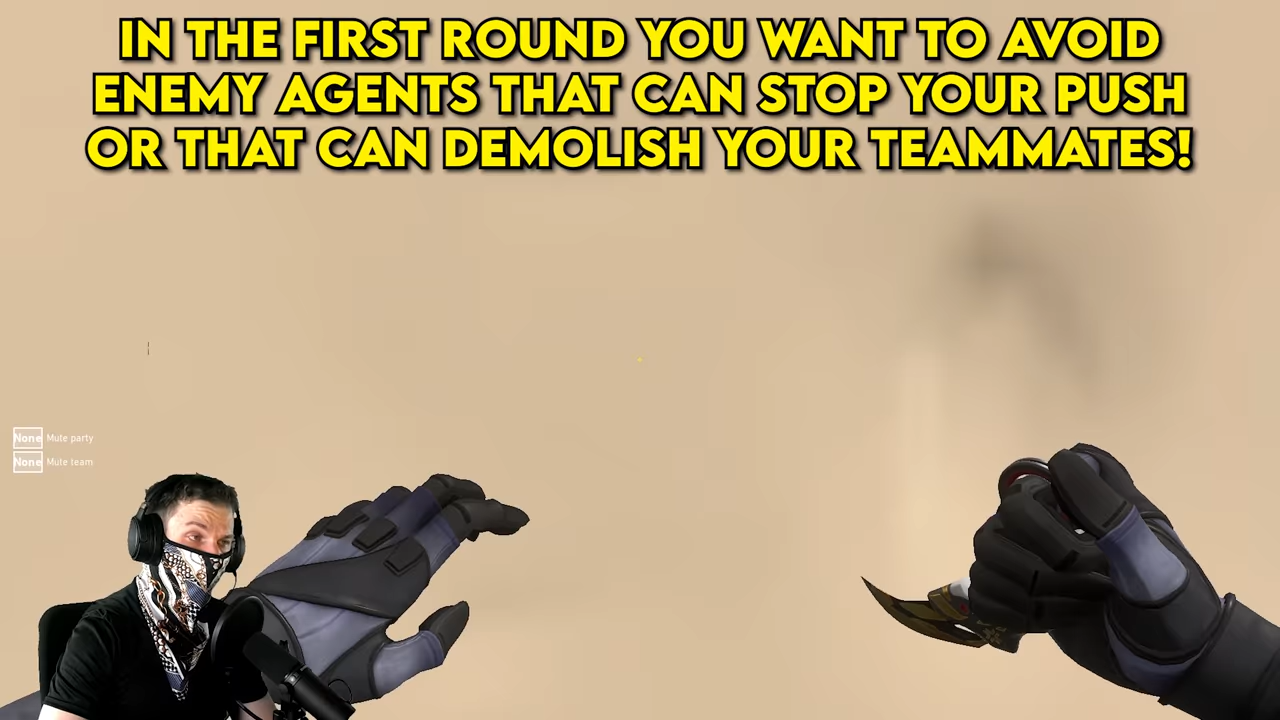 IN THE FIRST ROUND YOU WANT TO AVOID
ENEMY AGENTS THAT CAN STOP YOUR PUSH
OR THAT CAN DEMOLISH YOUR TEAMMATES!
None Mute party
None Mute team